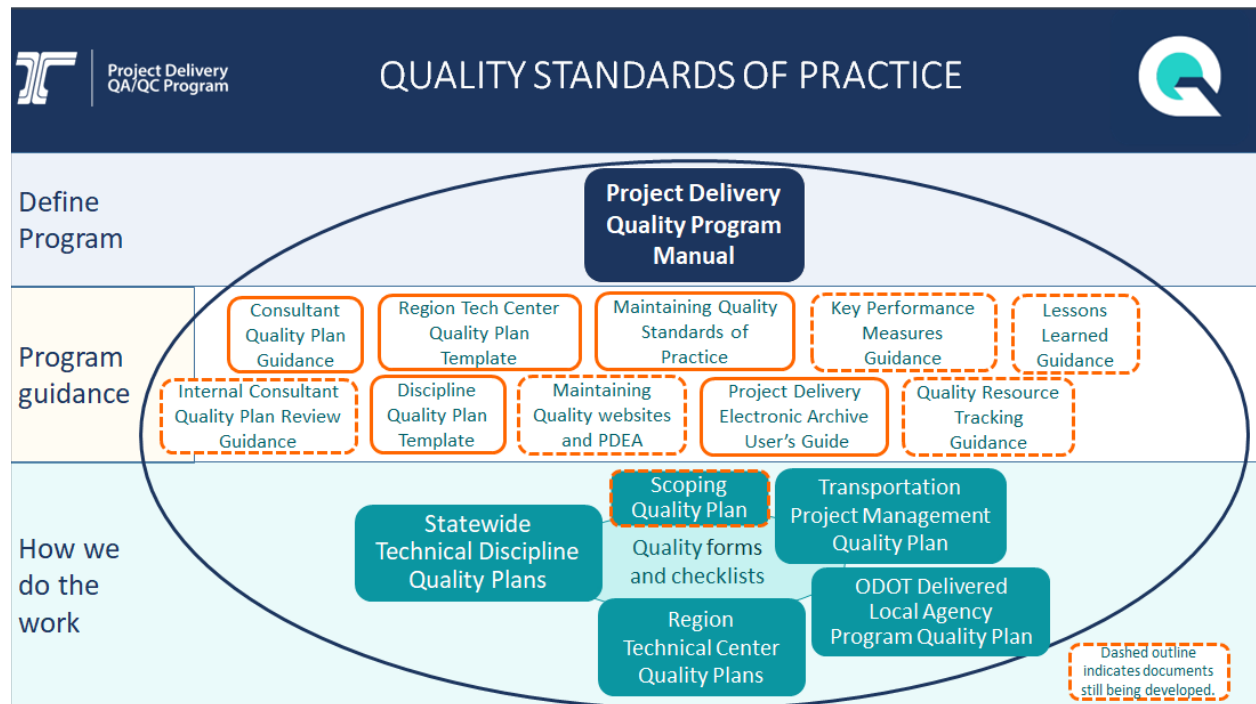 Project Delivery
QA/QC Program
QUALITY STANDARDS OF PRACTICE
Define
Program
Project Delivery
Quality Program
Manual
Program
guidance
Consultant
Quality Plan
Guidance
Region Tech Center
Quality Plan
Template
Maintaining Quality
Standards of
Practice
Key Performance
Measures
Guidance
Lessons
Learned
Guidance
Internal Consultant
Quality Plan Review
Guidance
Discipline
Quality Plan
Template
Maintaining
Quality websites
and PDEA
Project Delivery
Electronic Archive
User's Guide
Quality Resource
Tracking
Guidance
How we
do the
work
Statewide
Technical Discipline
Quality Plans
Scoping
Quality Plan
Transportation
Project Management
Quality Plan
Quality forms
and checklists
ODOT Delivered
Local Agency
Program Quality Plan
Region
Technical Center
Quality Plans
Dashed outline
indicates documents
still being developed.